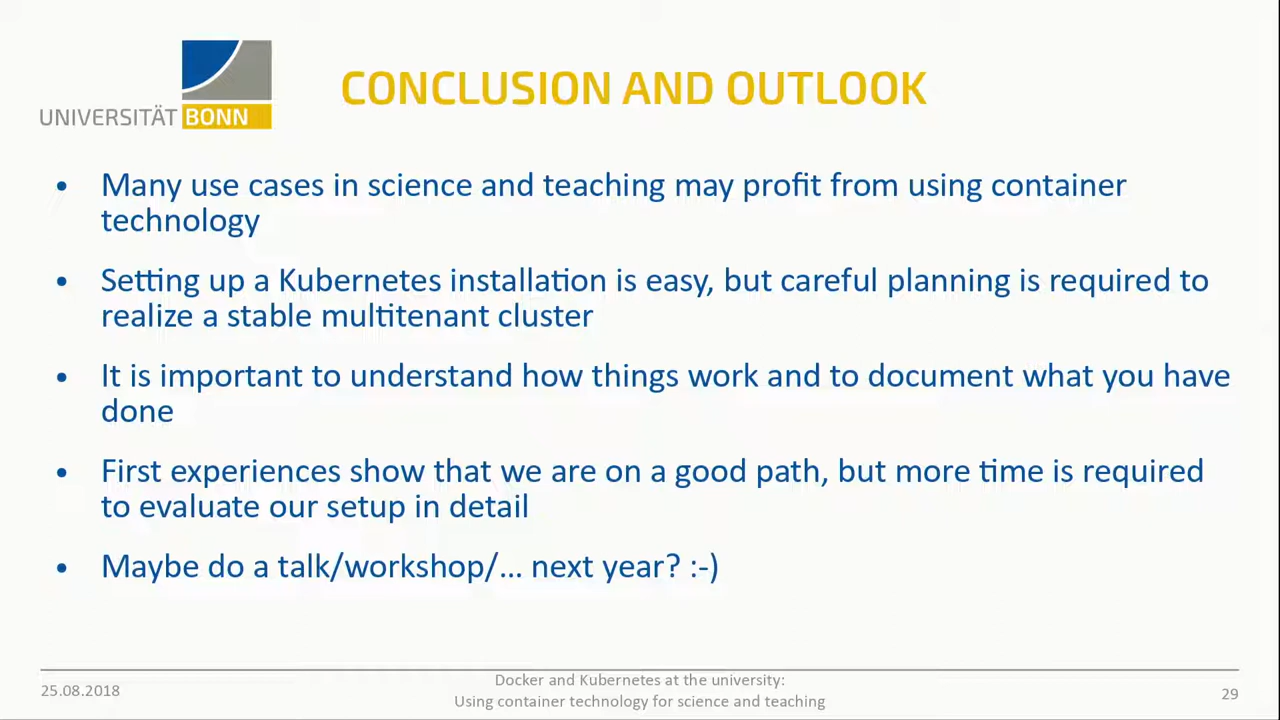 UNIVERSITÄT BONN
CONCLUSION AND OUTLOOK
• Many use cases in science and teaching may profit from using container
technology
• Setting up a Kubernetes installation is easy, but careful planning is required to
realize a stable multitenant cluster
• It is important to understand how things work and to document what you have
done
• First experiences show that we are on a good path, but more time is required
to evaluate our setup in detail
• Maybe do a talk/workshop/... next year? :-)
25.08.2018
Docker and Kubernetes at the university:
Using container technology for science and teaching
29